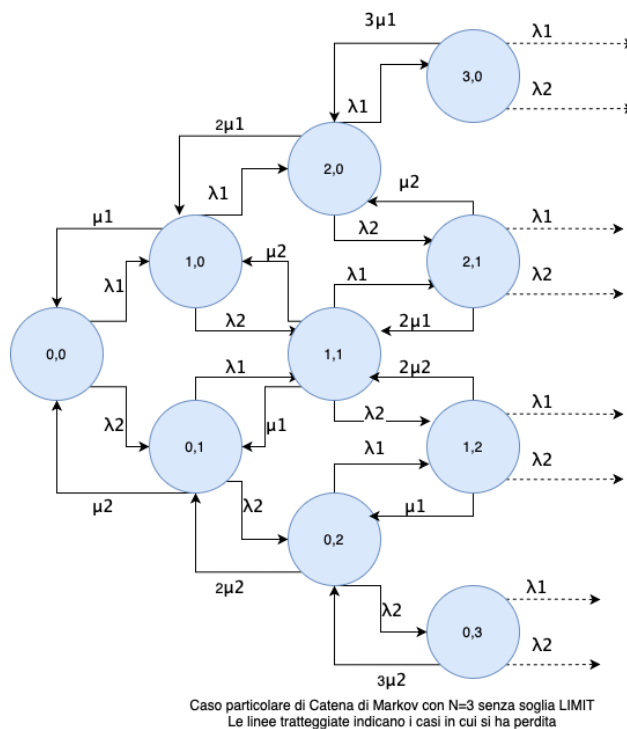 3μ1
λ1
3,0
λ1
λ2
2μ1
2,0
λ1
μ2
λ2
λ1
μ1
1,0
μ2
λ1
2,1
λ2
λ1
λ2
2μ1
0,0
1,1
λ1
2μ2
λ2
λ2
λ1
0,1
μ1
λ1
1,2
λ2
μ2
λ2
0,2
μ1
2μ2
λ2
λ1
0,3
λ2
3μ2
Caso particolare di Catena di Markov con N=3 senza soglia LIMIT
Le linee tratteggiate indicano i casi in cui si ha perdita